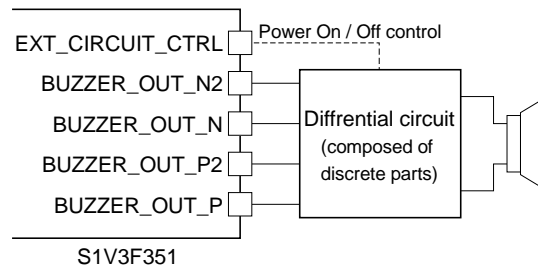 EXT_CIRCUIT_CTRL
Power On / Off control
BUZZER_OUT_N2
BUZZER_OUT_N
BUZZER_OUT_P2
BUZZER_OUT_P
Diffrential circuit
(composed of
discrete parts)
S1V3F351